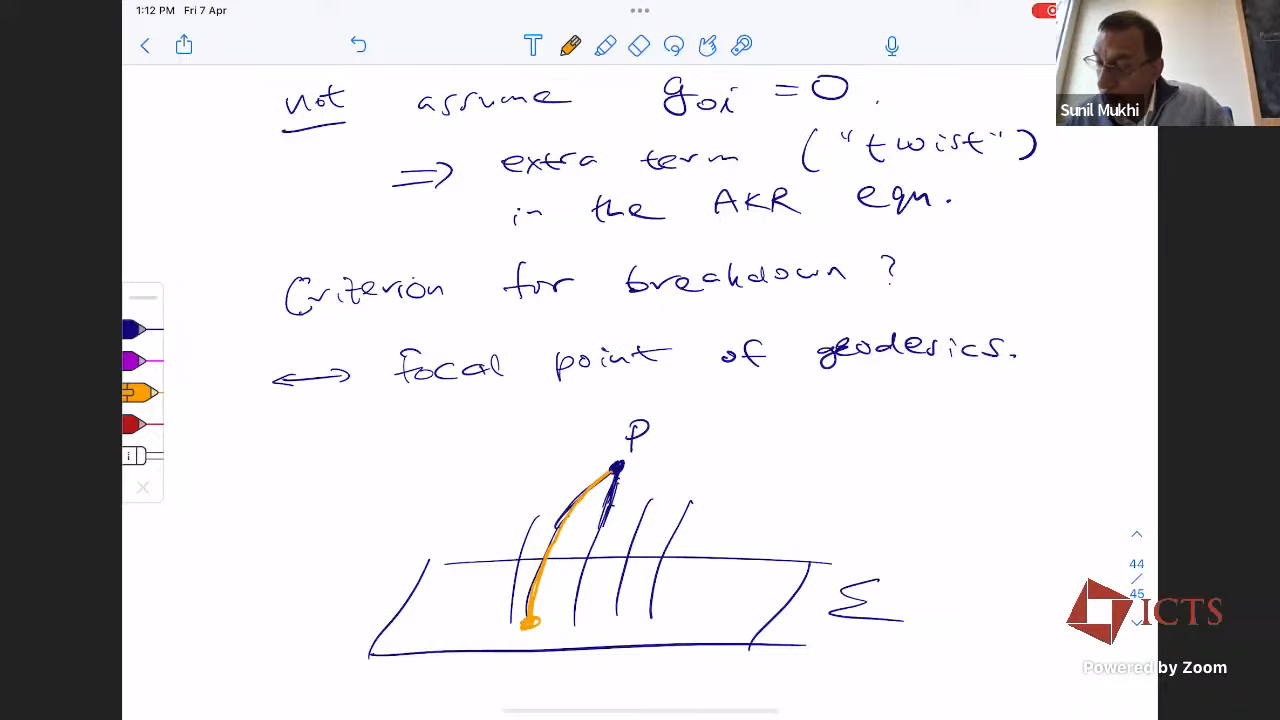 1:12 PM Fri 7 Apr
not assume g₀ᵢ = 0.
⇒ extra term ("twist")
in the AKR eqn.
Criterion for breakdown?
↔ focal point of geodesics.
P
Σ
T
i
44
/
45
Sunil Mukhi
ICTS
Powered by Zoom